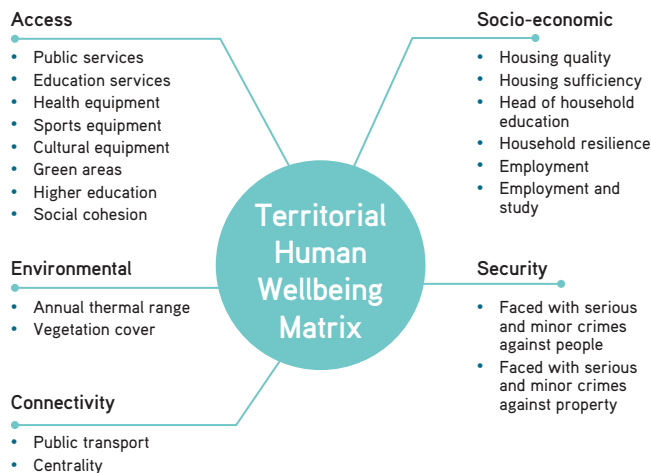 Access
• Public services
• Education services
• Health equipment
• Sports equipment
• Cultural equipment
• Green areas
• Higher education
• Social cohesion
Environmental
• Annual thermal range
• Vegetation cover
Connectivity
• Public transport
• Centrality
Territorial
Human
Wellbeing
Matrix
Socio-economic
• Housing quality
• Housing sufficiency
• Head of household
education
• Household resilience
• Employment
• Employment and
study
Security
• Faced with serious
and minor crimes
against people
• Faced with serious
and minor crimes
against property